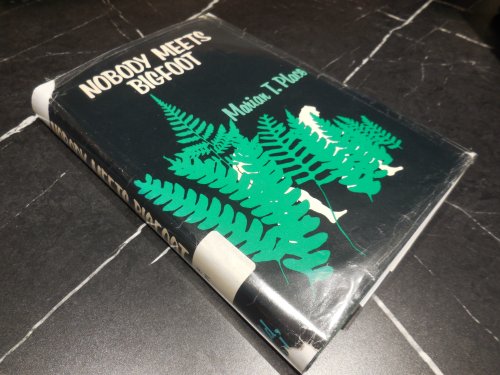 NOBODY MEETS
BIGFOOT
Marian T. Place
NOBODY MEETS BIGFOOT